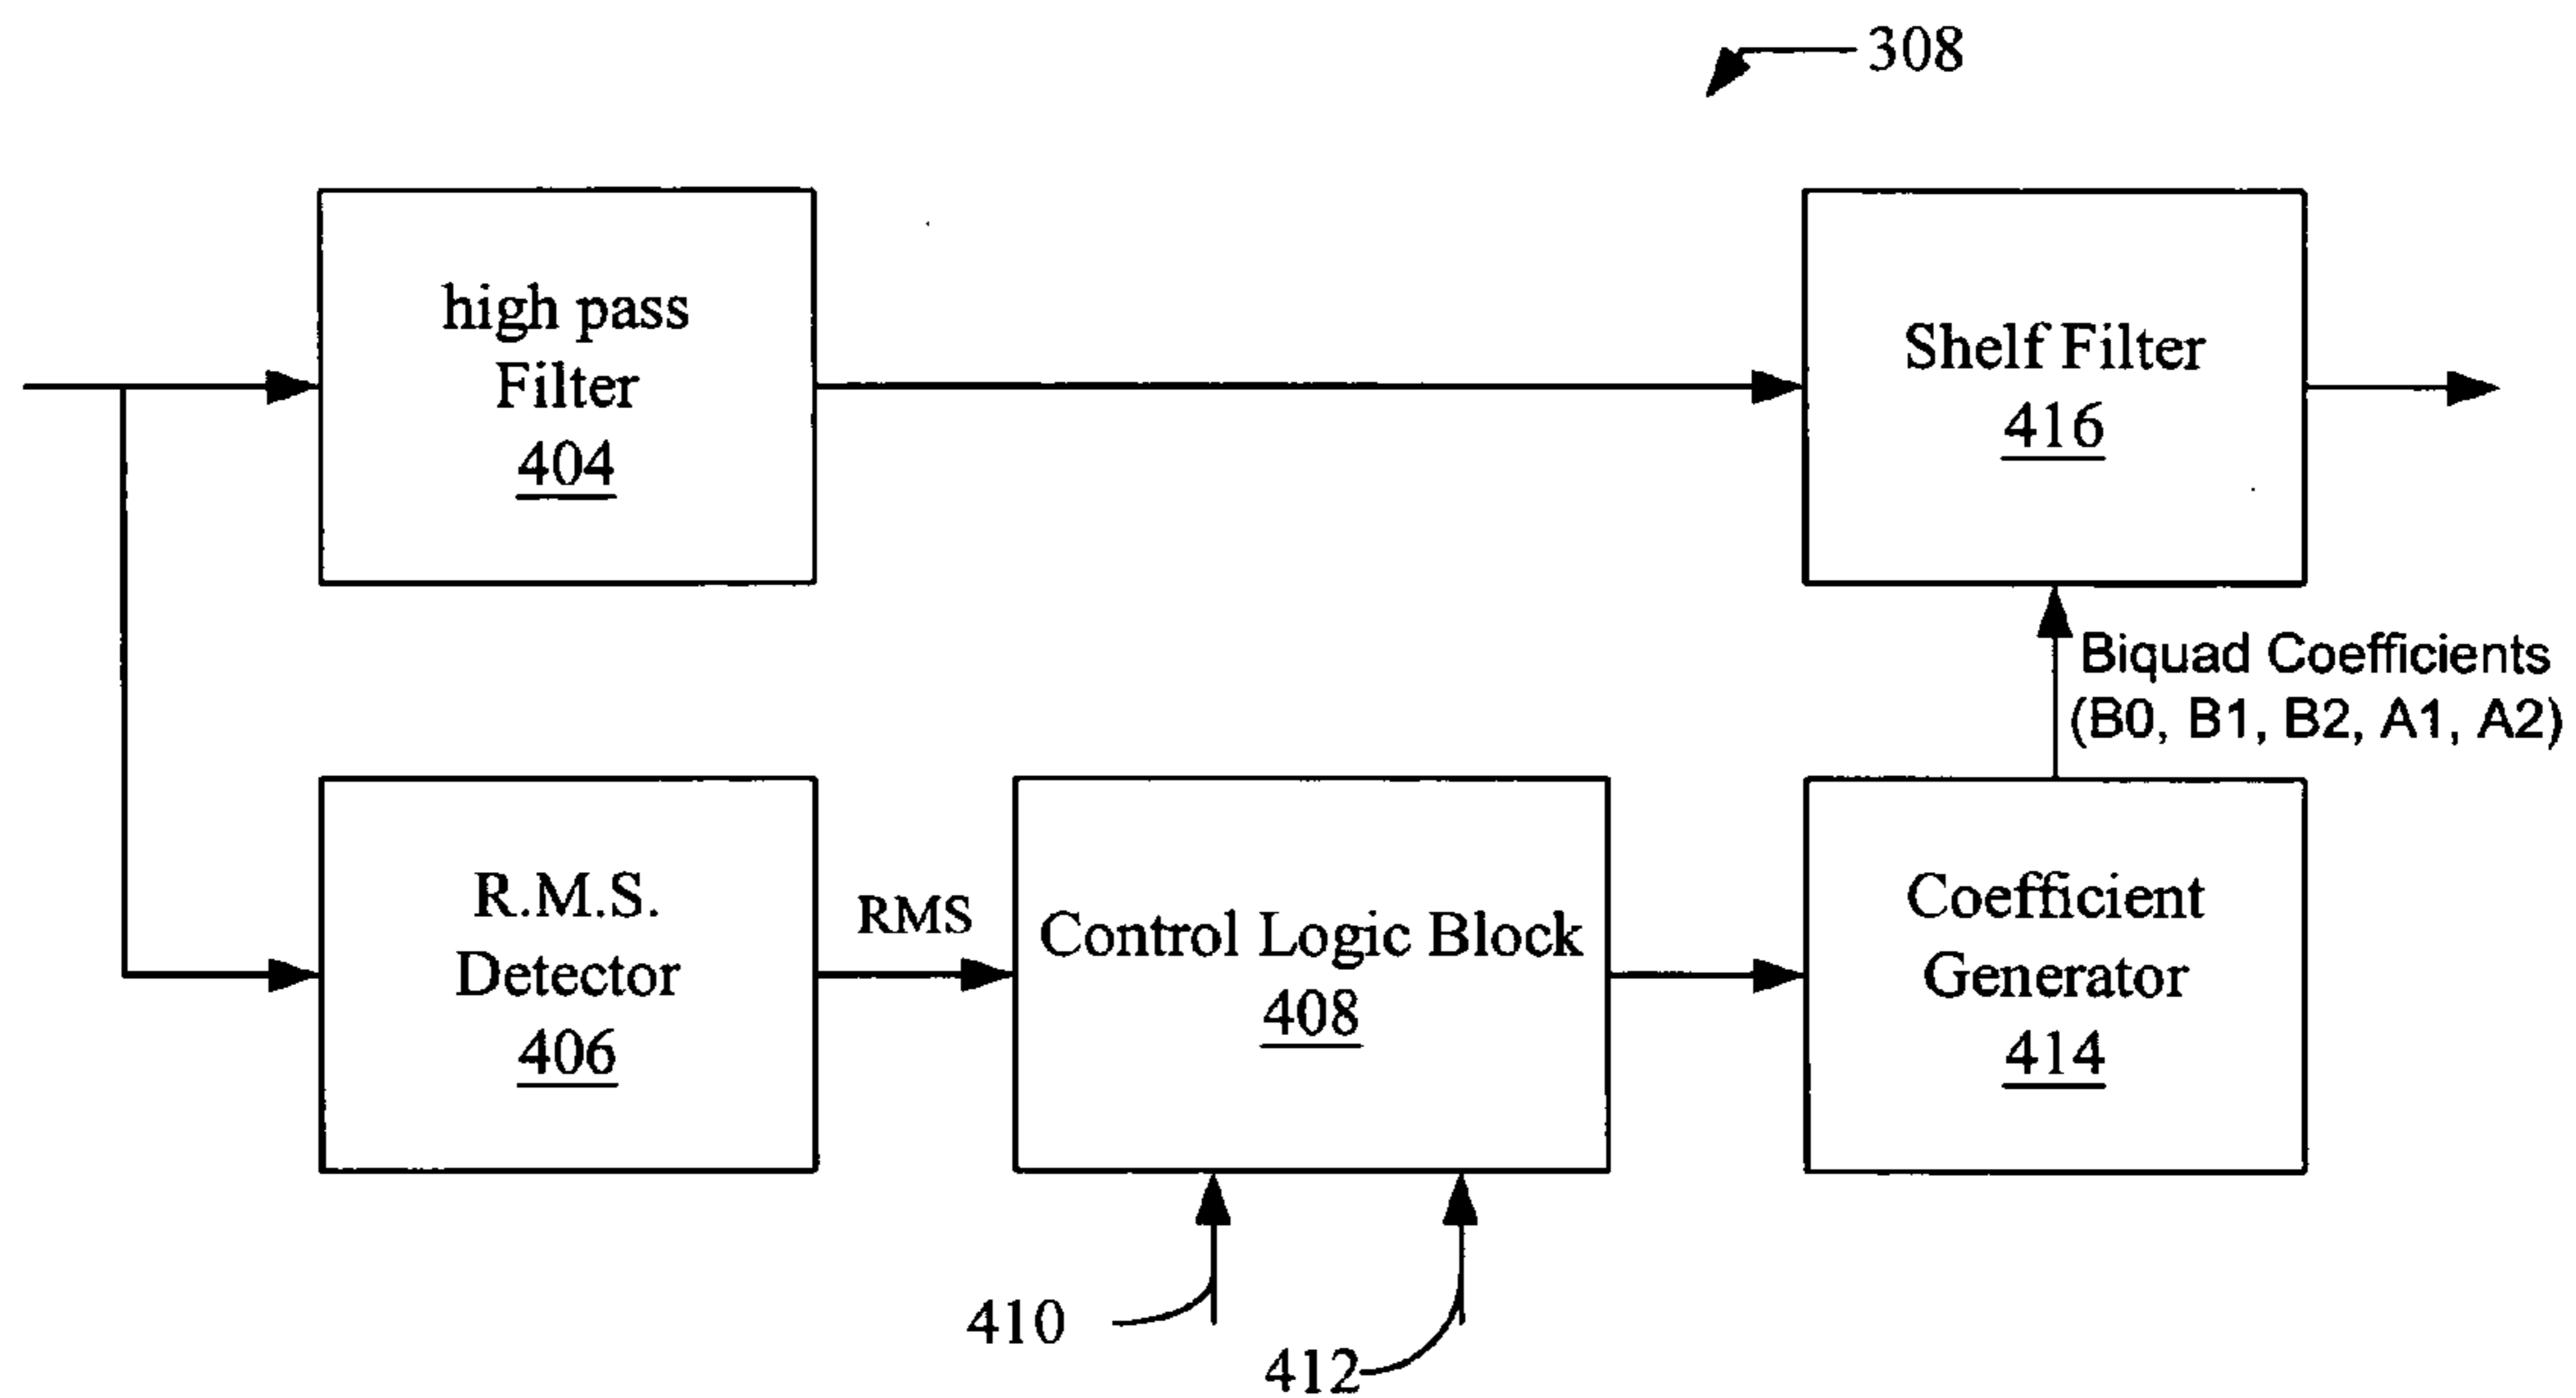 308
high pass
Filter
404
Shelf Filter
416
Biquad Coefficients
(B0, B1, B2, A1, A2)
R.M.S.
Detector
406
RMS
Control Logic Block
408
Coefficient
Generator
414
410
412